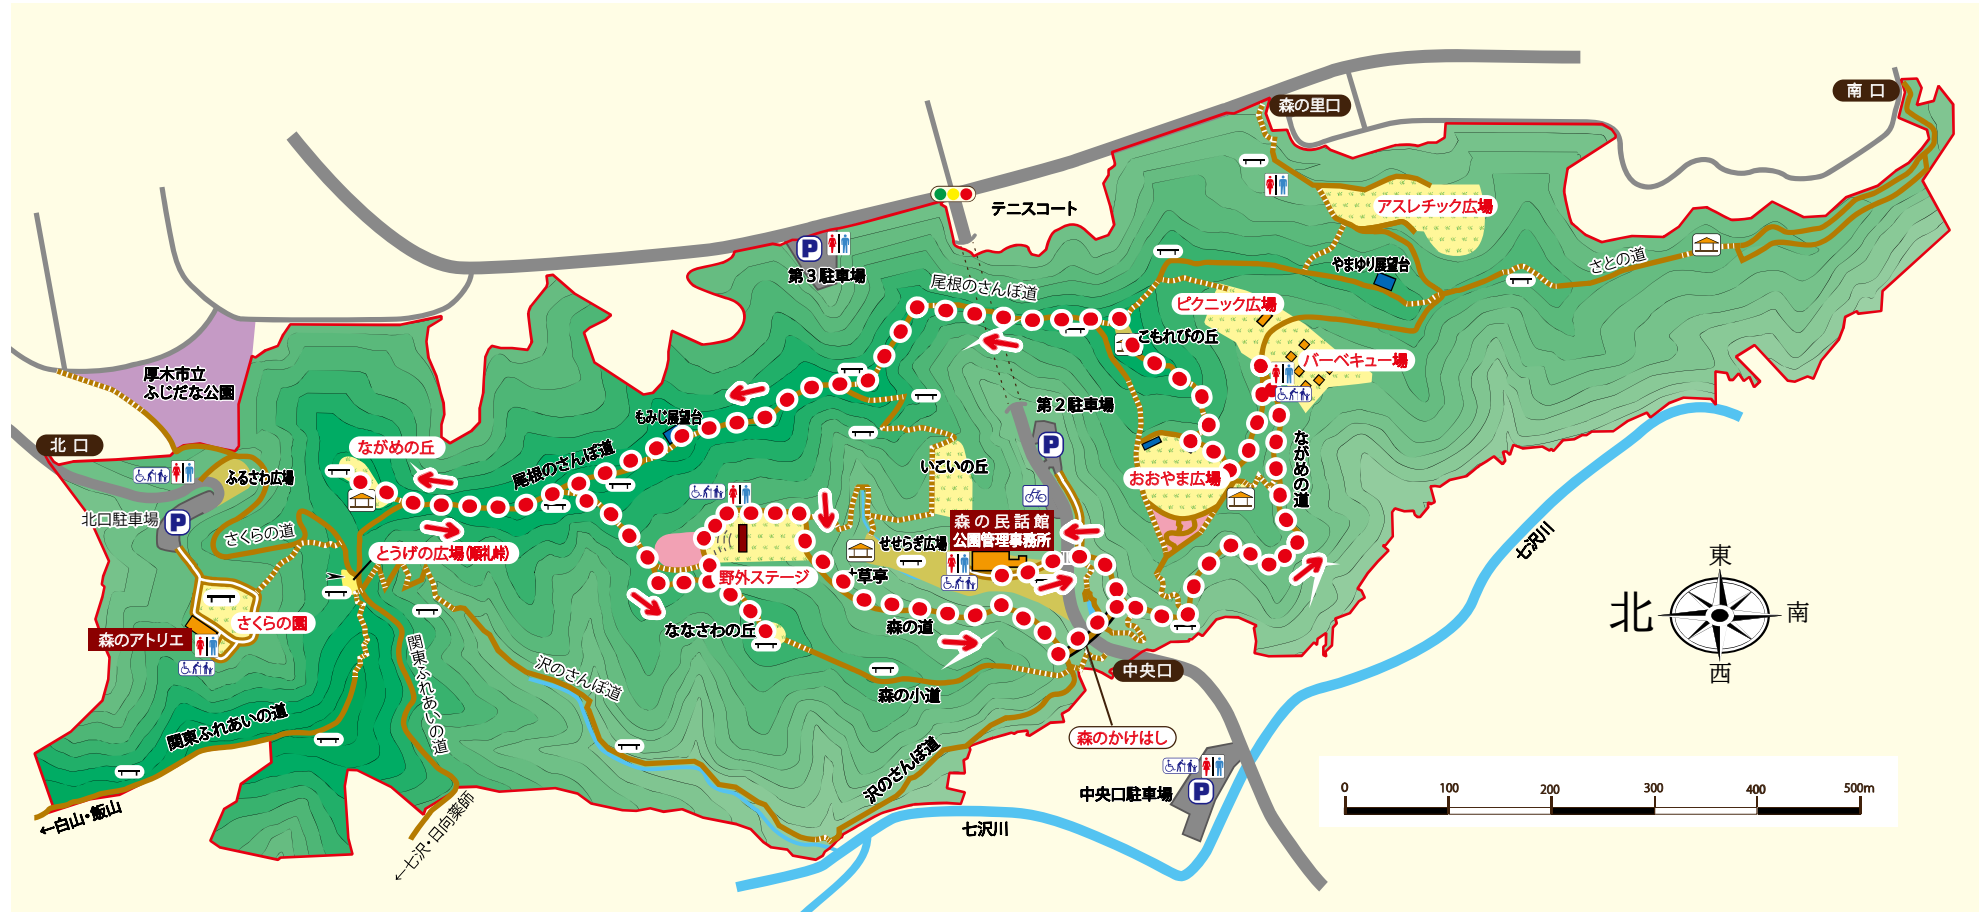 森の里口
南口
アスレチック広場
テニスコート
P
第3駐車場
やまゆり展望台
さとの道
尾根のさんぽ道
ピクニック広場
こもれびの丘
バーベキュー場
厚木市立
ふじだな公園
もみじ展望台
第2駐車場
P
北口
ながめの丘
尾根のさんぽ道
いこいの丘
ながめの道
おおやま広場
ふるさわ広場
北口駐車場
P
さくらの道
森の民話館
公園管理事務所
せせらぎ広場
とうげの広場(順礼峠)
野外ステージ
草亭
七沢川
東
北
南
西
さくらの園
森のアトリエ
ななさわの丘
森の道
関東ふれあいの道
沢のさんぽ道
森の小道
中央口
関東ふれあいの道
森のかけはし
沢のさんぽ道
中央口駐車場
P
←白山・飯山
←七沢・日向薬師
七沢川
0 100 200 300 400 500m